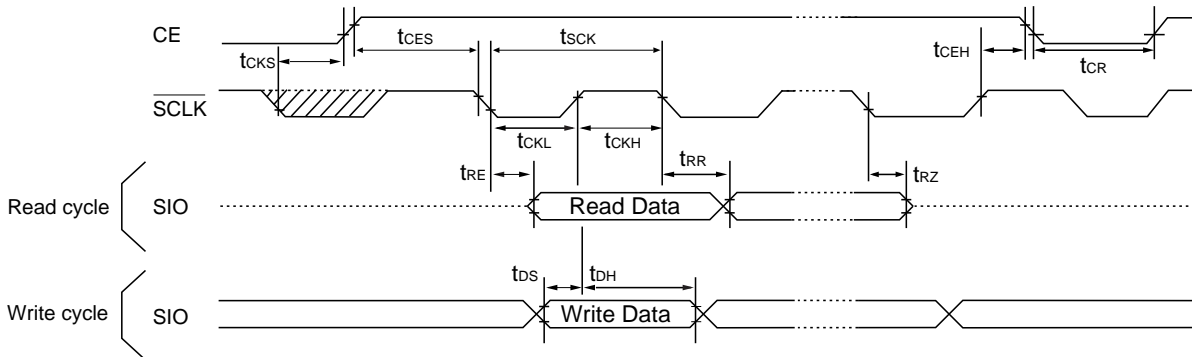 CE
tCES
tSCK
tCEH
tCKS
tCR
SCLK
tCKL
tCKH
tRE
tRR
tRZ
Read cycle
SIO
Read Data
tDS
tDH
Write cycle
SIO
Write Data